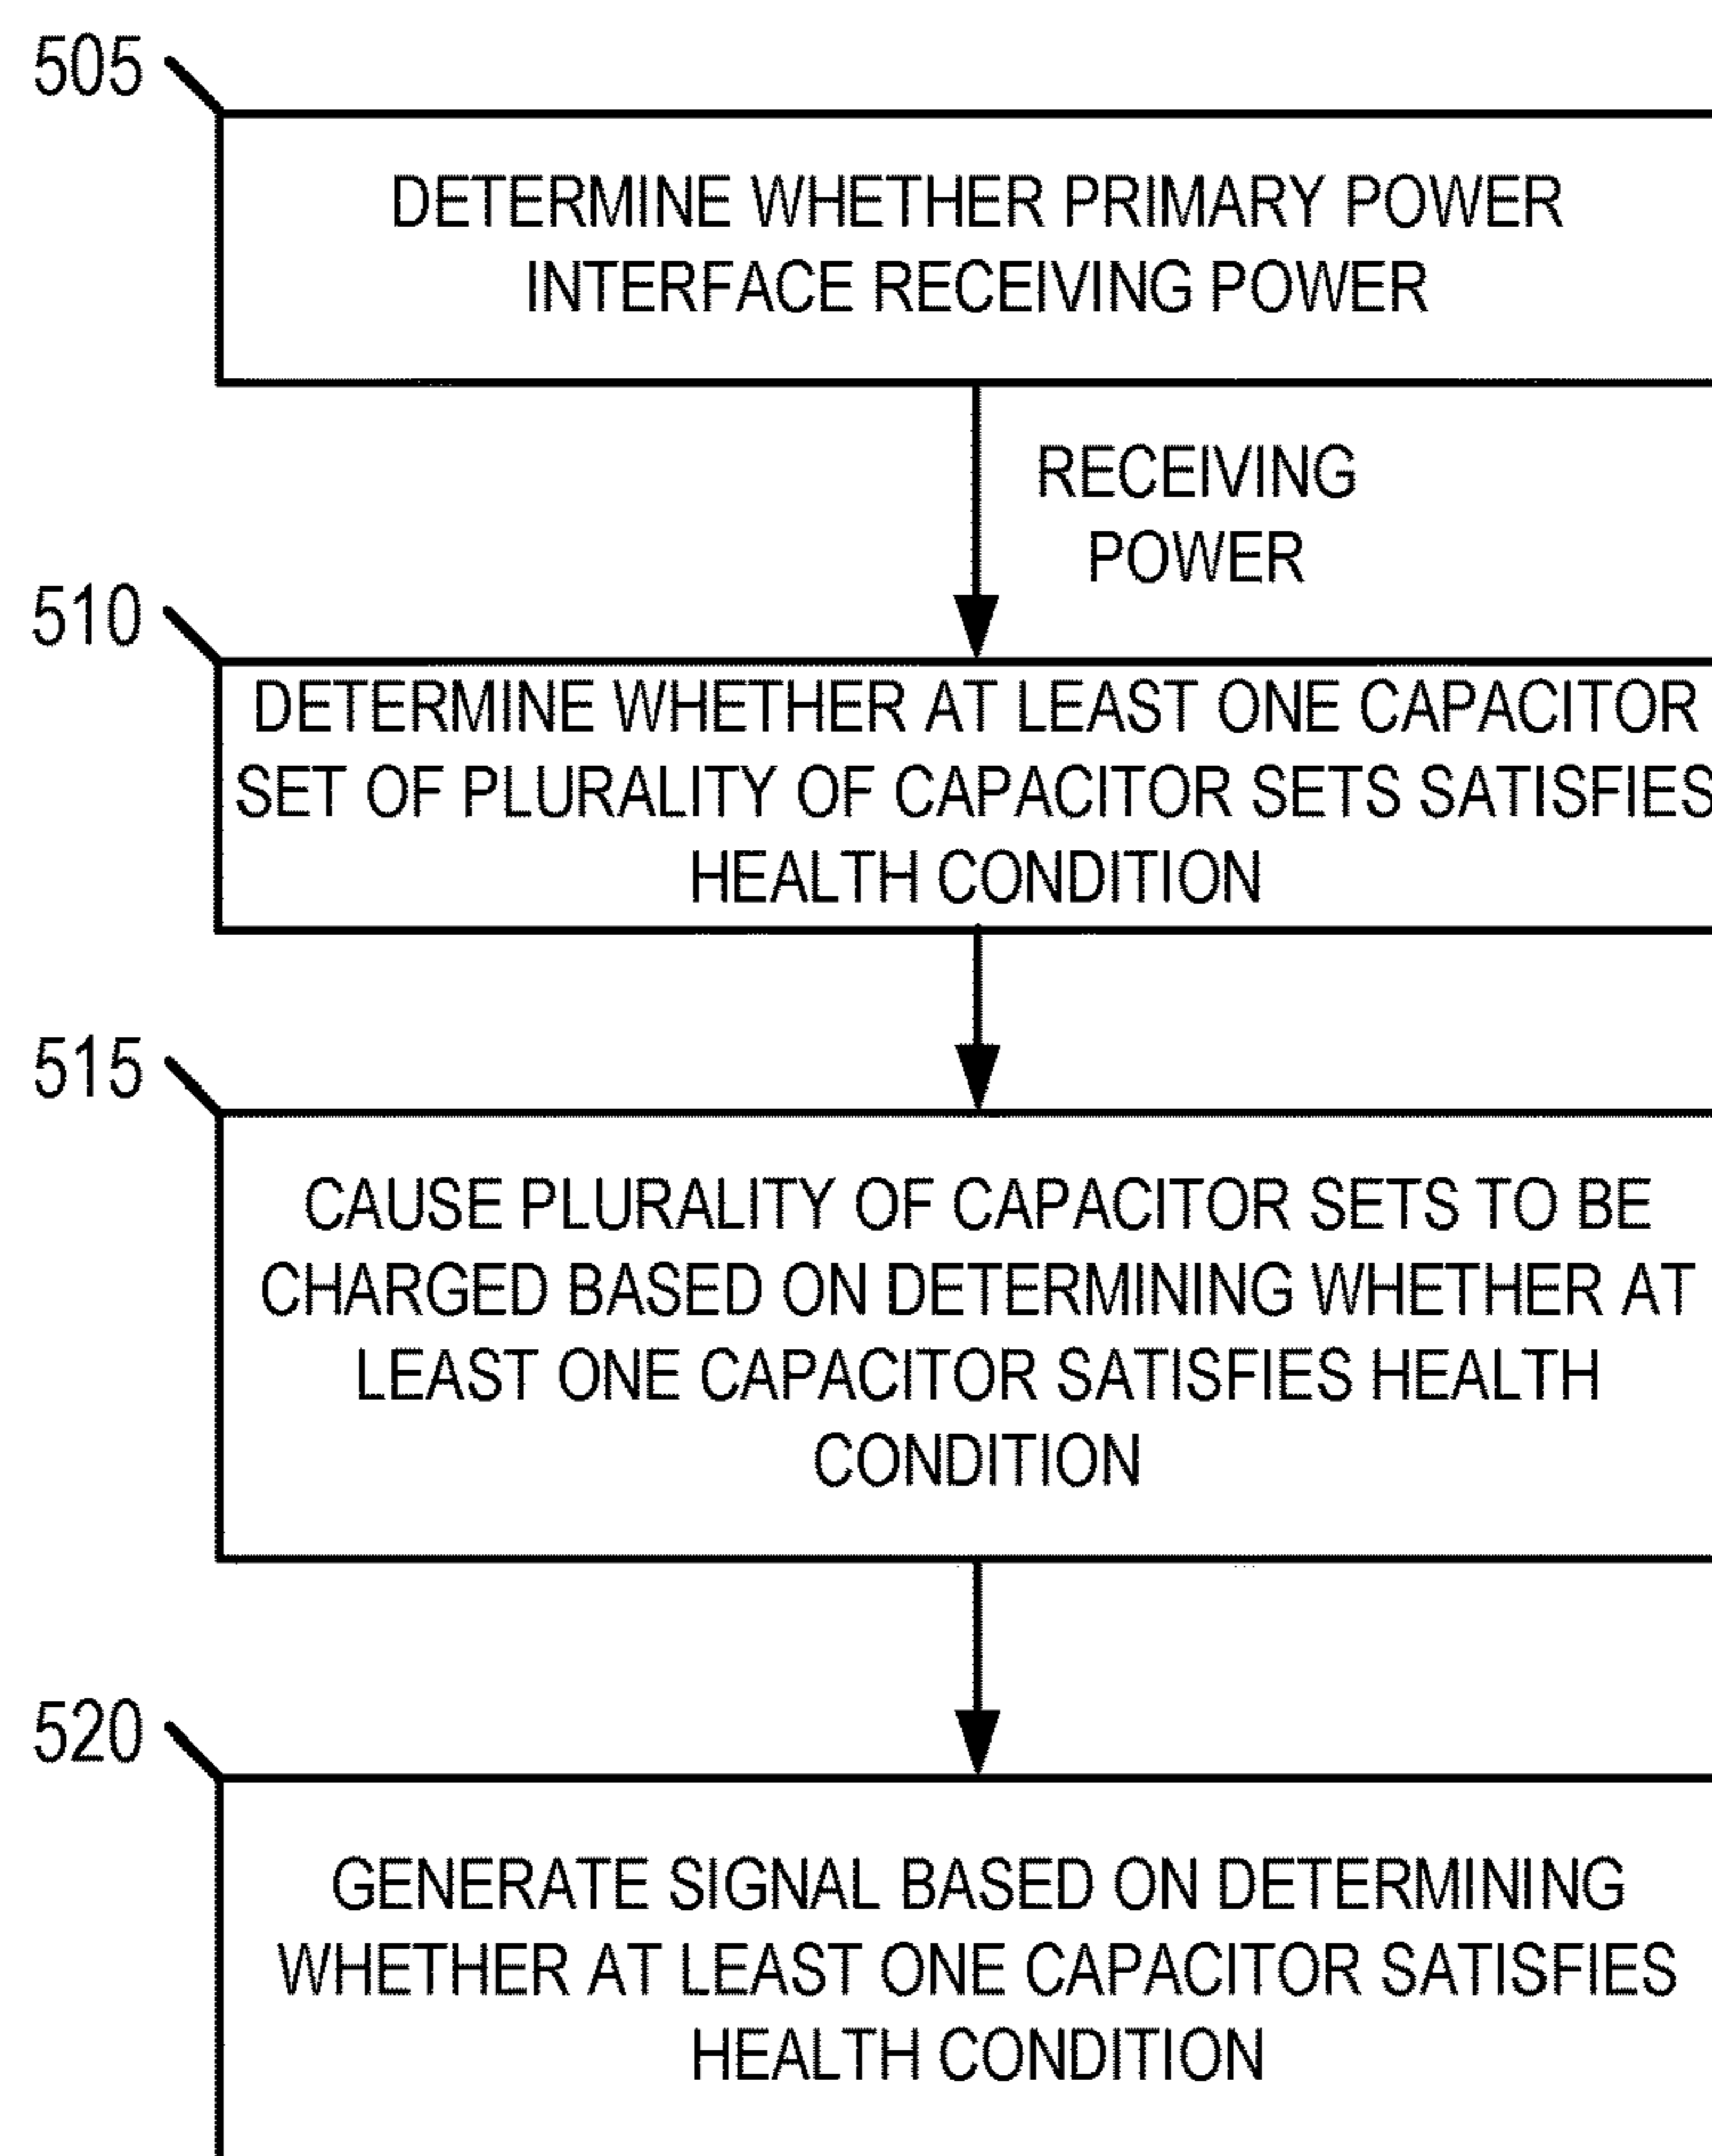 505
DETERMINE WHETHER PRIMARY POWER
INTERFACE RECEIVING POWER
RECEIVING
POWER
510
DETERMINE WHETHER AT LEAST ONE CAPACITOR
SET OF PLURALITY OF CAPACITOR SETS SATISFIES
HEALTH CONDITION
515
CAUSE PLURALITY OF CAPACITOR SETS TO BE
CHARGED BASED ON DETERMINING WHETHER AT
LEAST ONE CAPACITOR SATISFIES HEALTH
CONDITION
520
GENERATE SIGNAL BASED ON DETERMINING
WHETHER AT LEAST ONE CAPACITOR SATISFIES
HEALTH CONDITION